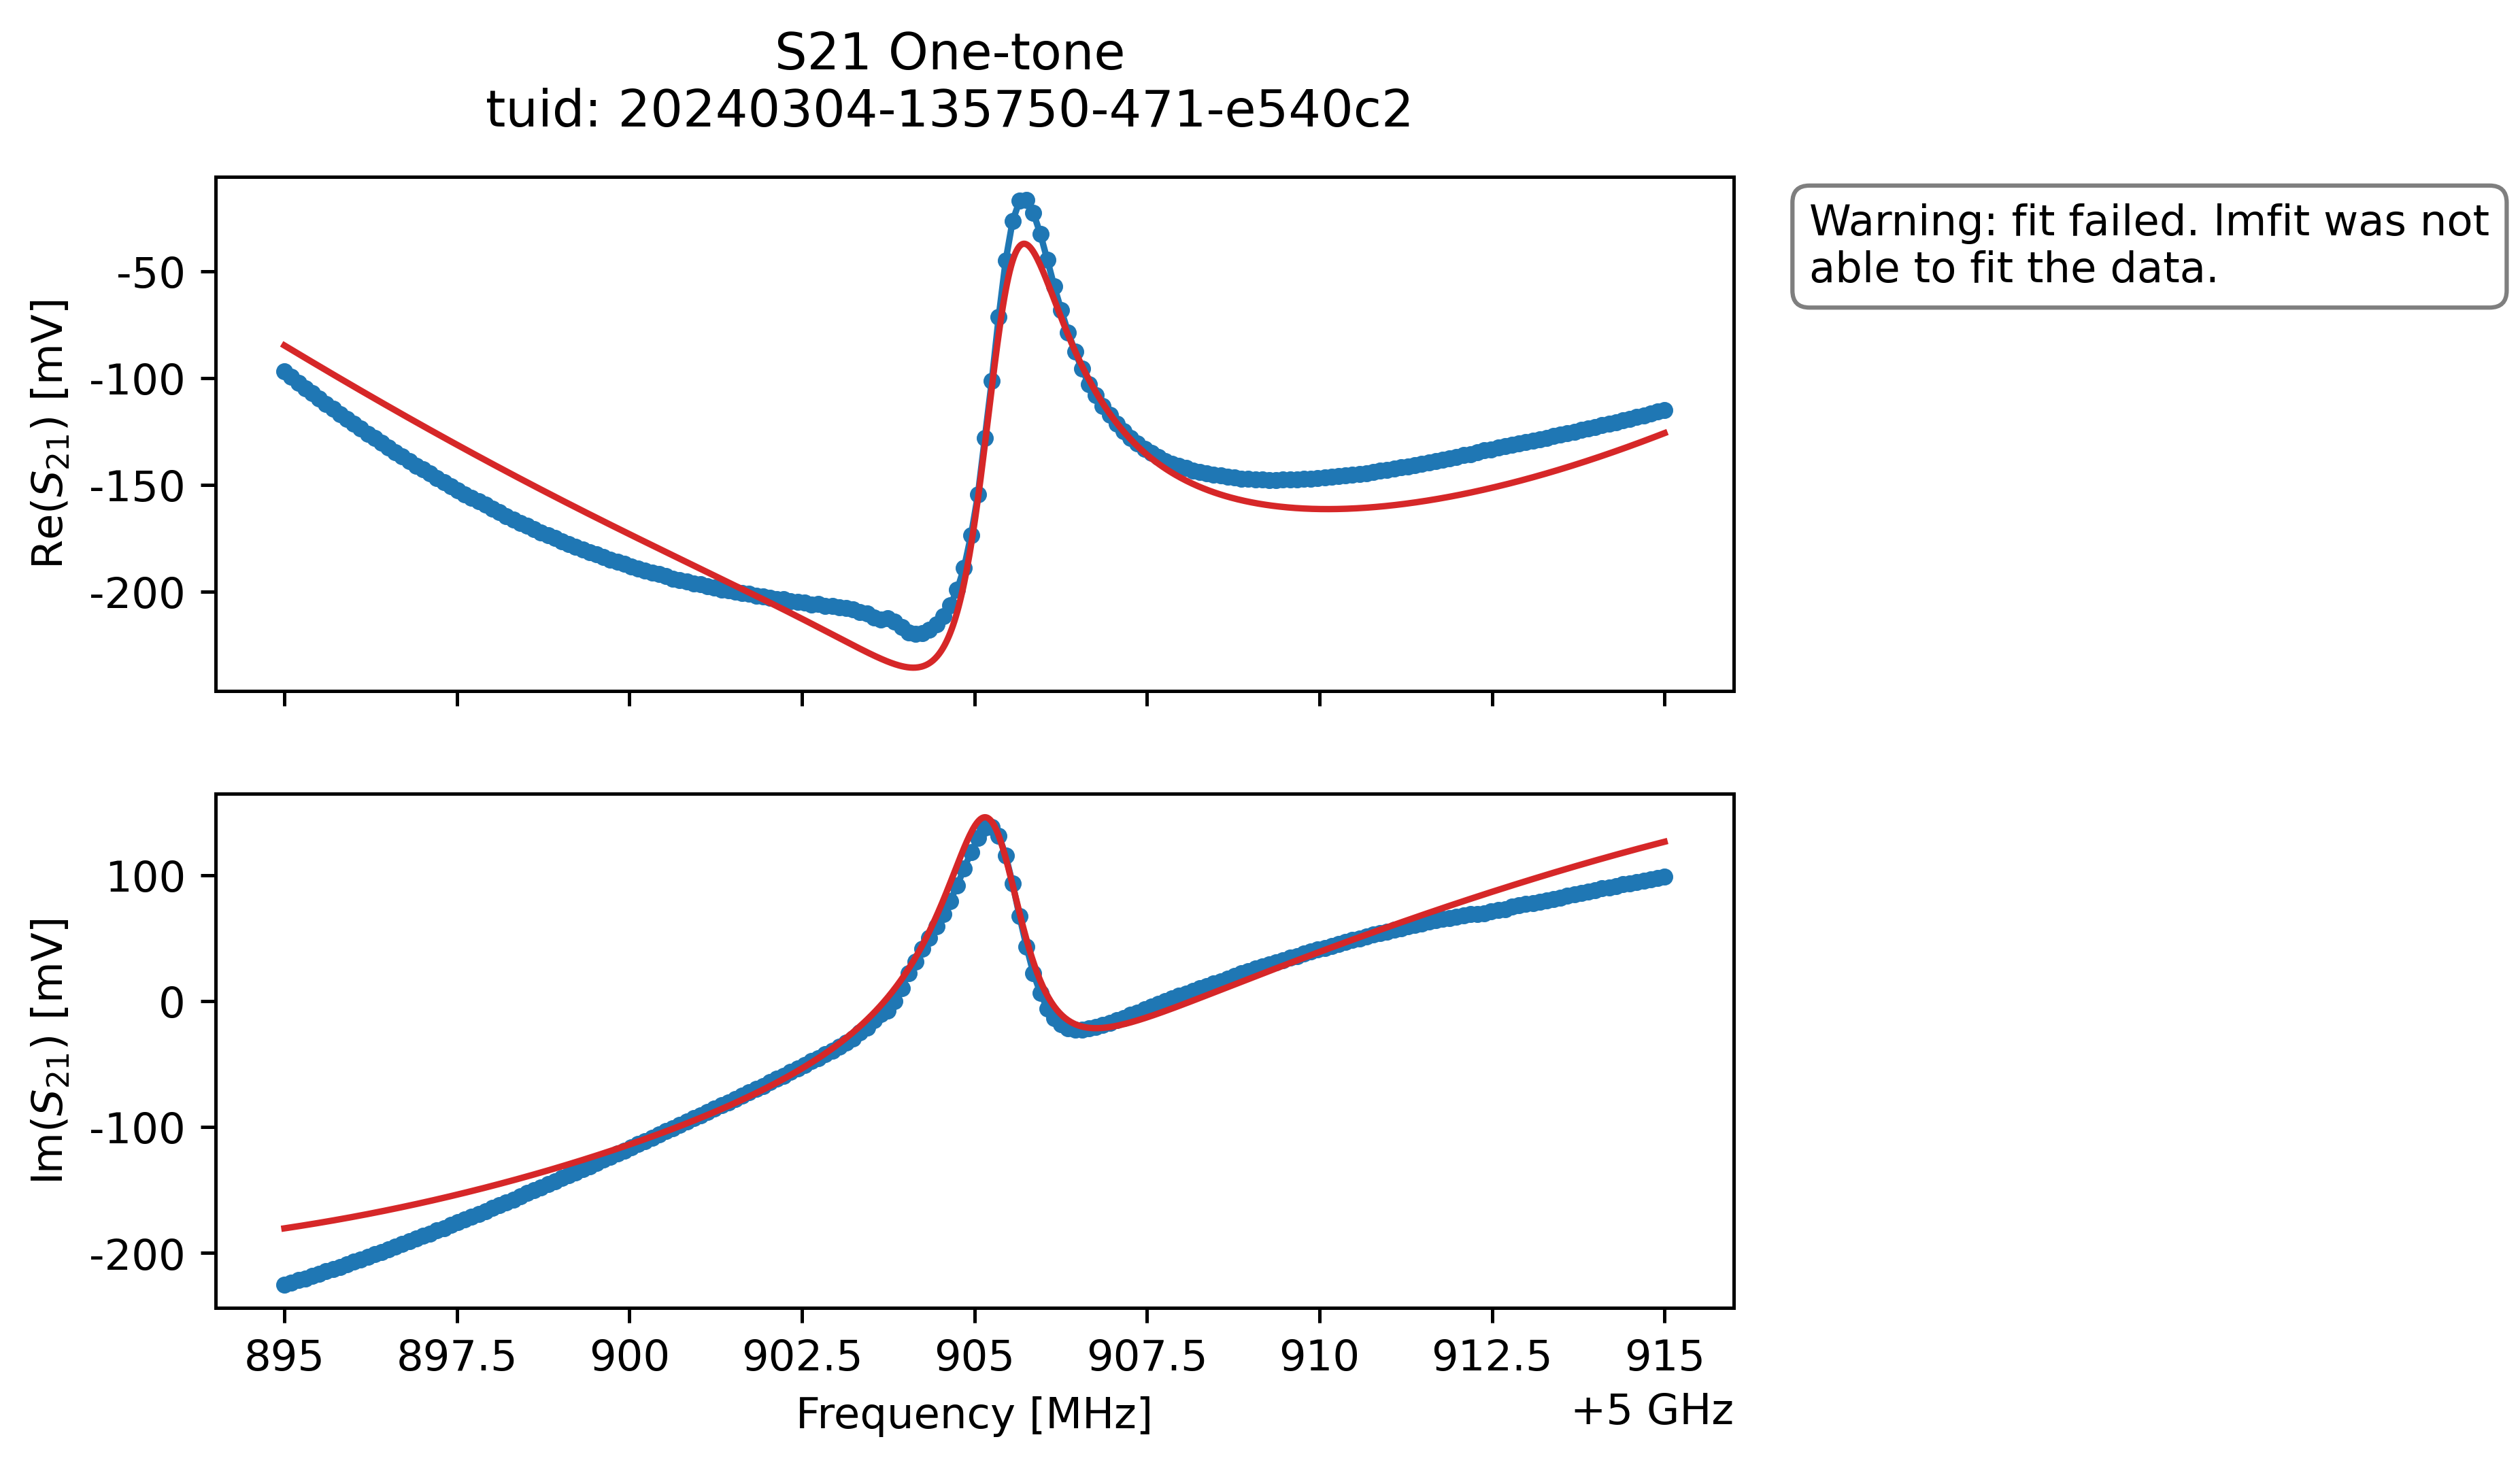 S21 One-tone
tuid: 20240304-135750-471-e540c2
Warning: fit failed. lmfit was not
able to fit the data.
Re(S21) [mV]
-50
-100
-150
-200
Im(S21) [mV]
100
0
-100
-200
895 897.5 900 902.5 905 907.5 910 912.5 915
Frequency [MHz]
+5 GHz